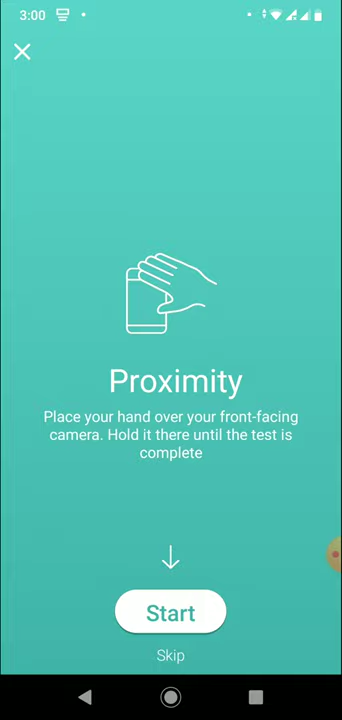 3:00
Proximity
Place your hand over your front-facing
camera. Hold it there until the test is
complete
Start
Skip